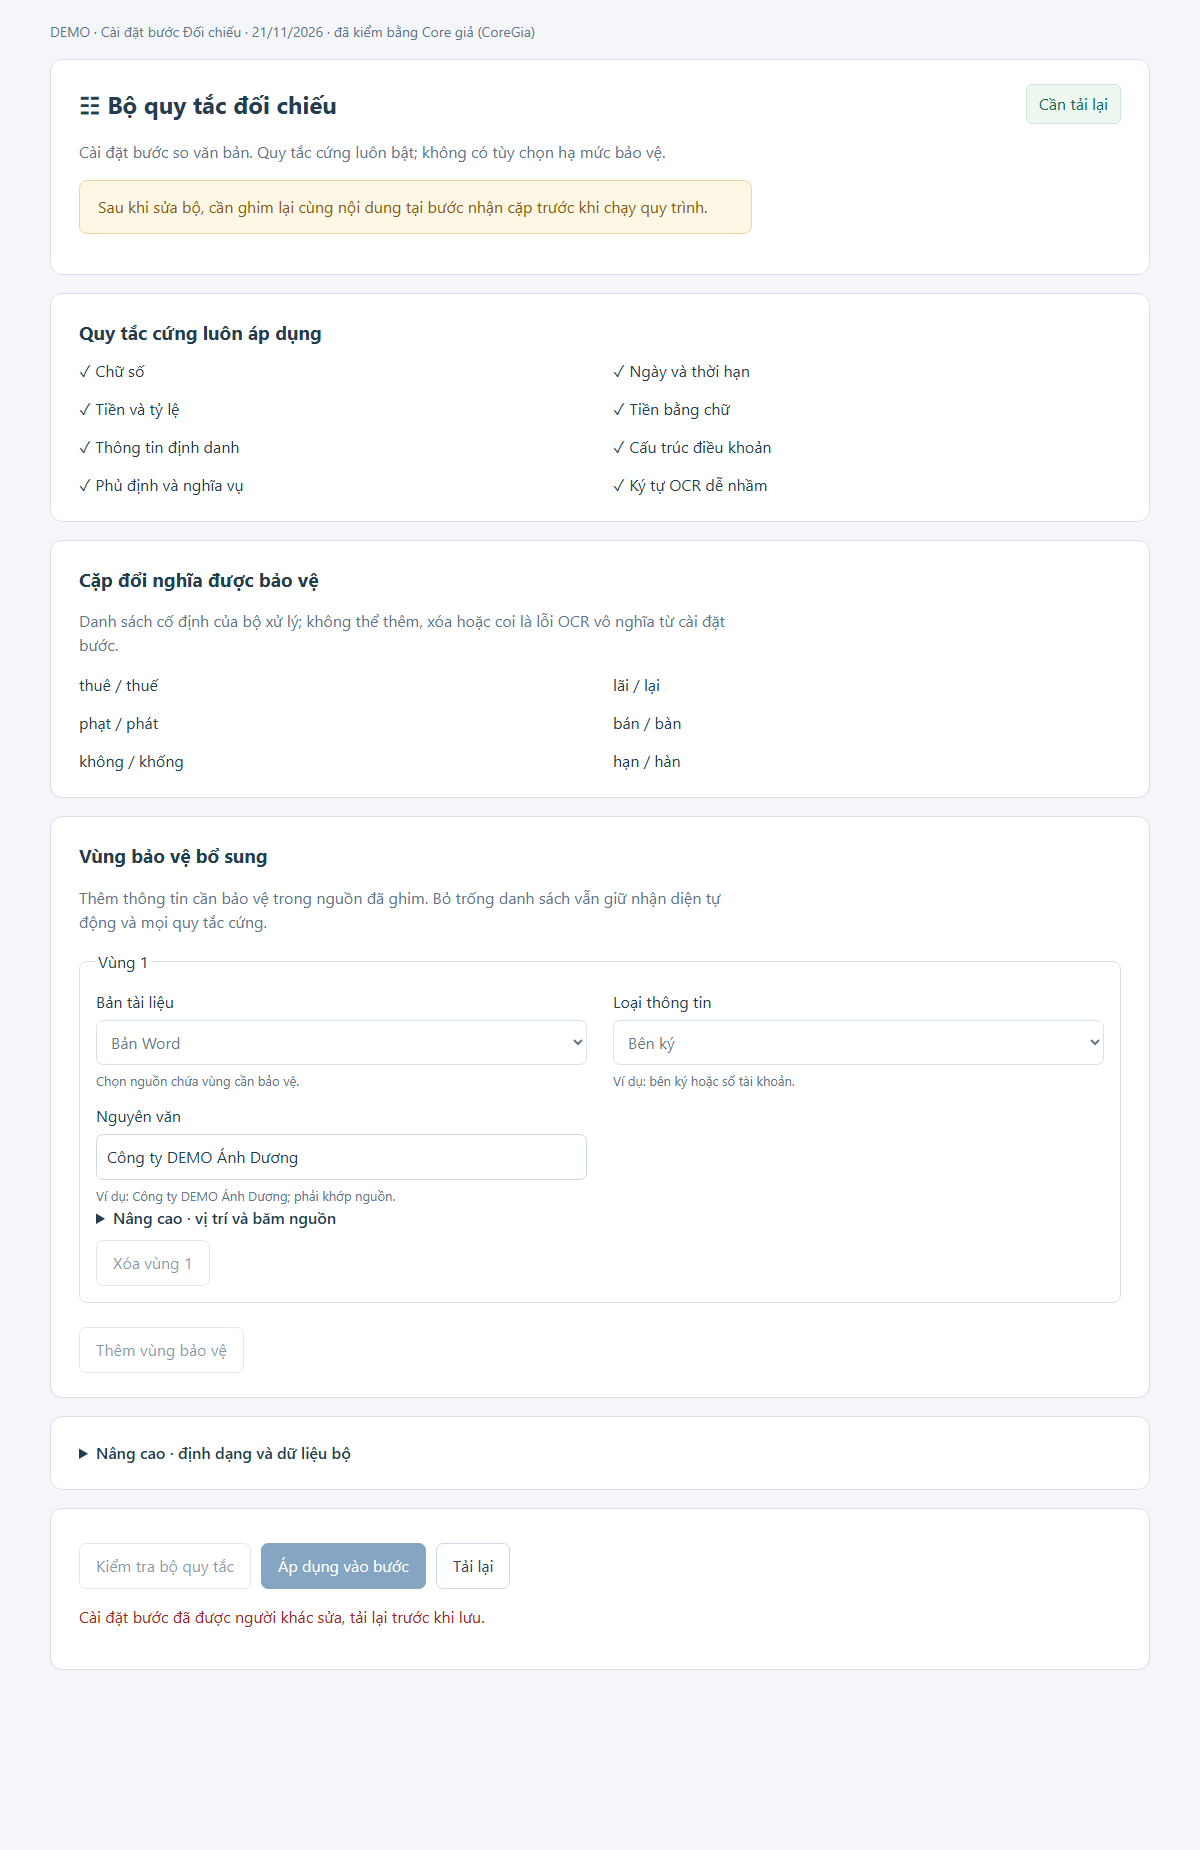 DEMO · Cài đặt bước Đối chiếu · 21/11/2026 · đã kiểm bằng Core giả (CoreGia)
☷ Bộ quy tắc đối chiếu
Cần tải lại
Cài đặt bước so văn bản. Quy tắc cứng luôn bật; không có tùy chọn hạ mức bảo vệ.
Sau khi sửa bộ, cần ghim lại cùng nội dung tại bước nhận cặp trước khi chạy quy trình.
Quy tắc cứng luôn áp dụng
✓ Chữ số
✓ Ngày và thời hạn
✓ Tiền và tỷ lệ
✓ Tiền bằng chữ
✓ Thông tin định danh
✓ Cấu trúc điều khoản
✓ Phủ định và nghĩa vụ
✓ Ký tự OCR dễ nhầm
Cặp đổi nghĩa được bảo vệ
Danh sách cố định của bộ xử lý; không thể thêm, xóa hoặc coi là lỗi OCR vô nghĩa từ cài đặt
bước.
thuê / thuế
lãi / lại
phạt / phát
bán / bàn
không / khống
hạn / hàn
Vùng bảo vệ bổ sung
Thêm thông tin cần bảo vệ trong nguồn đã ghim. Bỏ trống danh sách vẫn giữ nhận diện tự
động và mọi quy tắc cứng.
Vùng 1
Bản tài liệu
Loại thông tin
Bản Word
Bên ký
Chọn nguồn chứa vùng cần bảo vệ.
Ví dụ: bên ký hoặc số tài khoản.
Nguyên văn
Công ty DEMO Ánh Dương
Ví dụ: Công ty DEMO Ánh Dương; phải khớp nguồn.
▶ Nâng cao · vị trí và băm nguồn
Xóa vùng 1
Thêm vùng bảo vệ
▶ Nâng cao · định dạng và dữ liệu bộ
Kiểm tra bộ quy tắc
Áp dụng vào bước
Tải lại
Cài đặt bước đã được người khác sửa, tải lại trước khi lưu.